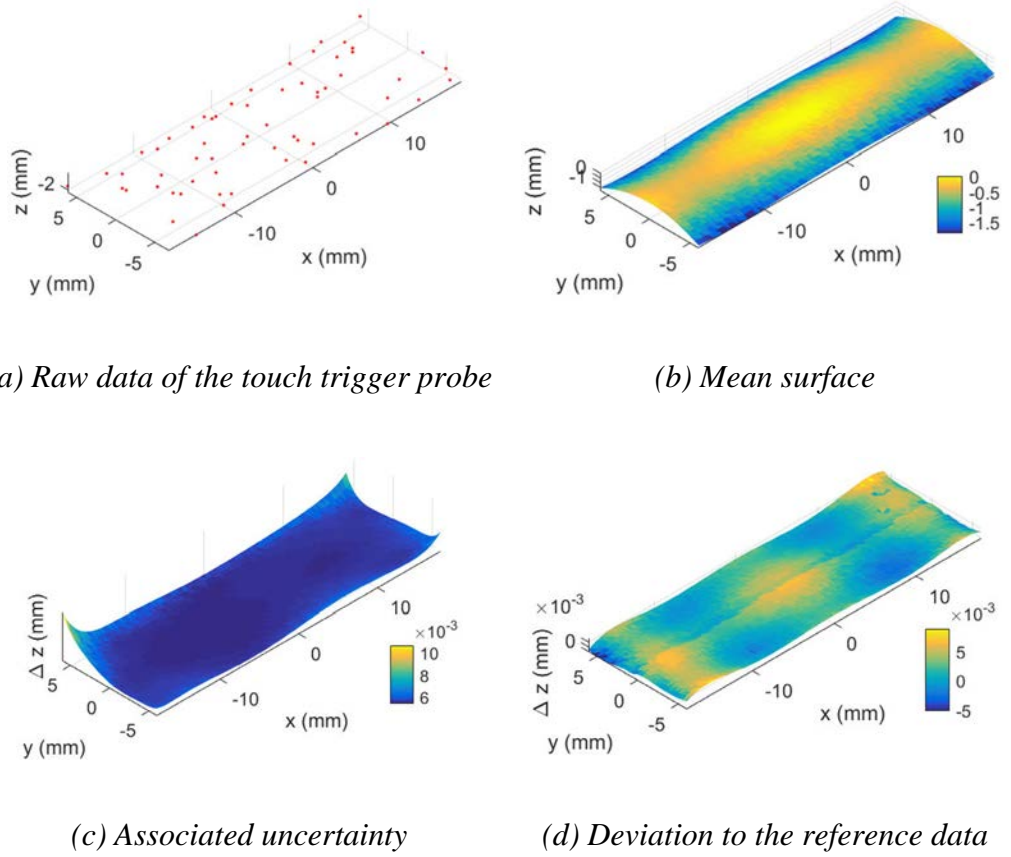 z (mm)
-2
5
0
-5
y (mm)
-10
0
10
x (mm)
z (mm)
0
-1
5
0
-5
y (mm)
-10
0
10
x (mm)
0
-0.5
-1
-1.5
a) Raw data of the touch trigger probe
(b) Mean surface
Δ z (mm)
5
0
-5
y (mm)
-10
0
10
x (mm)
×10⁻³
10
8
6
Δ z (mm)
×10⁻³
0
5
0
-5
y (mm)
-10
0
10
x (mm)
×10⁻³
5
0
-5
(c) Associated uncertainty
(d) Deviation to the reference data